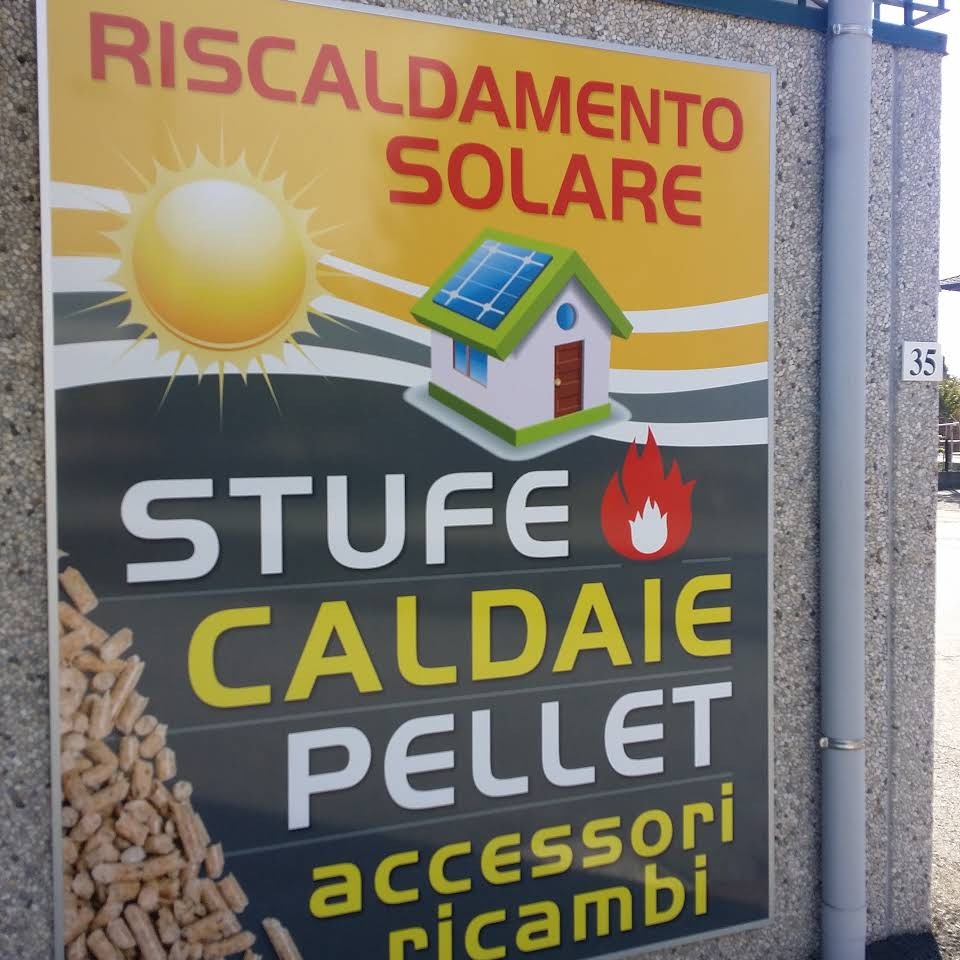 RISCALDAMENTO
SOLARE
35
STUFE
CALDAIE
PELLET
accessori
ricambi